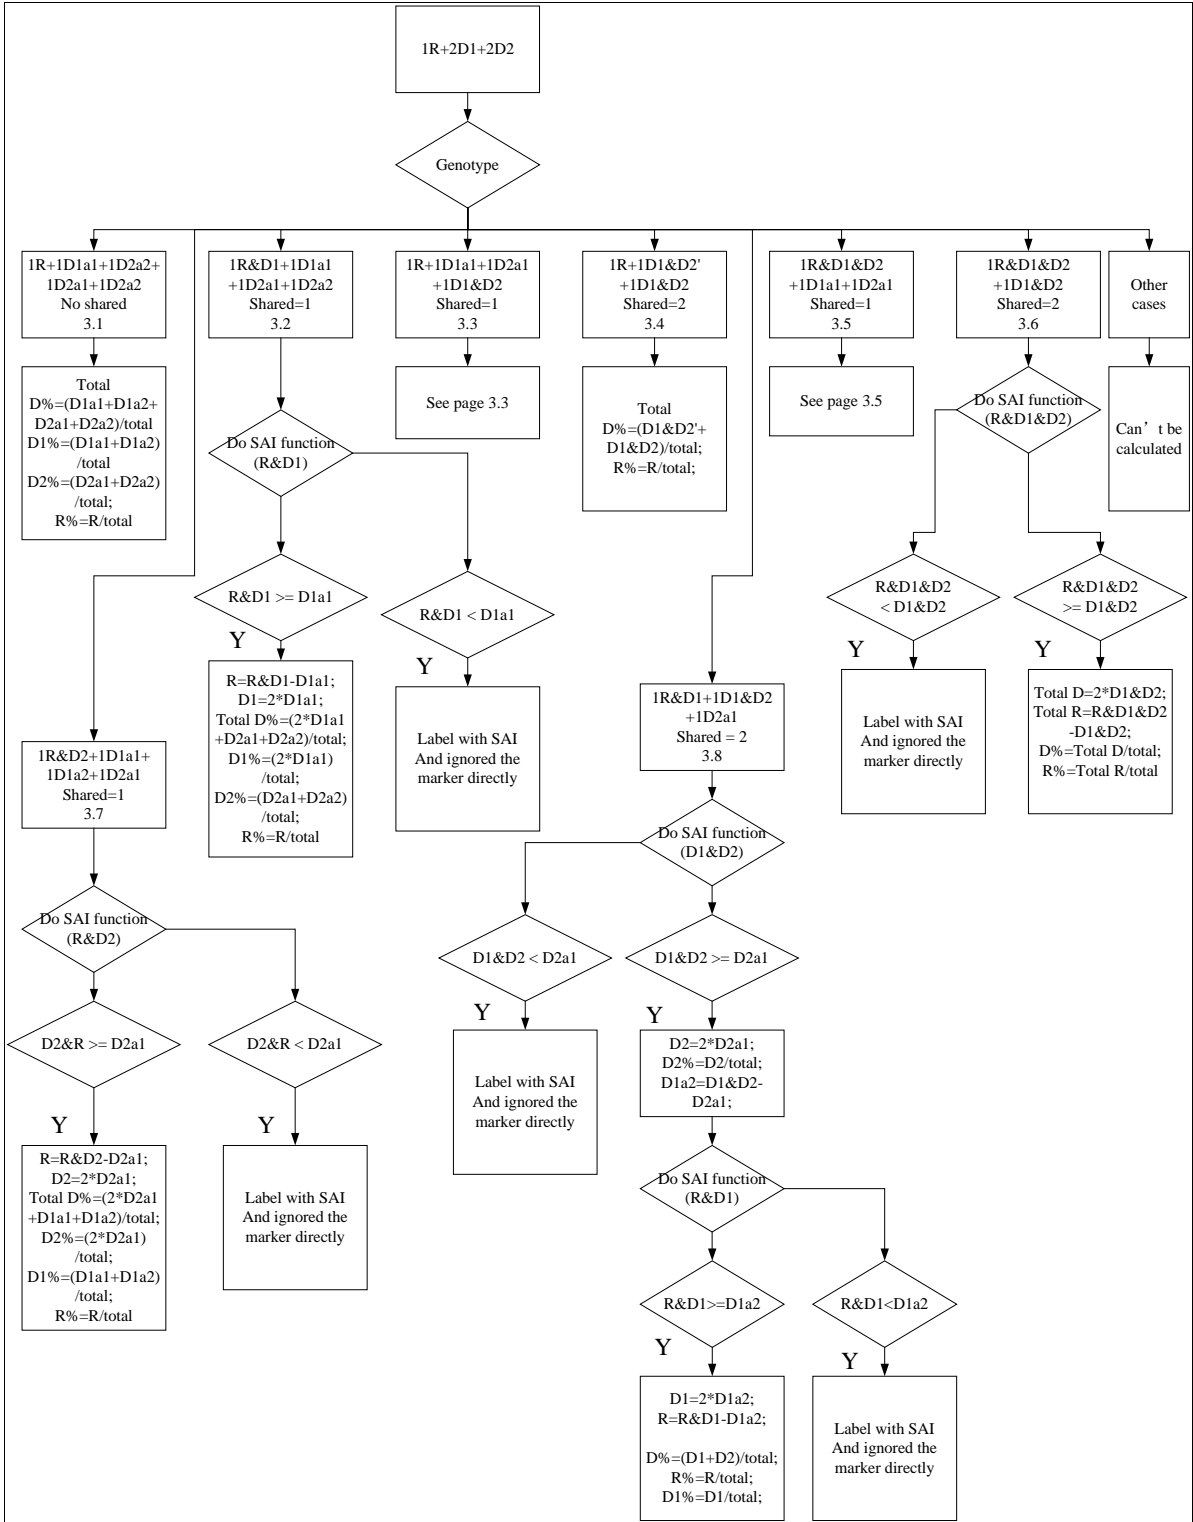 1R+2D1+2D2
Genotype
1R+1D1a1+1D2a2+
1D2a1+1D2a2
No shared
3.1
1R&D1+1D1a1
+1D2a1+1D2a2
Shared=1
3.2
1R+1D1a1+1D2a1
+1D1&D2
Shared=1
3.3
1R+1D1&D2'
+1D1&D2
Shared=2
3.4
1R&D1&D2
+1D1a1+1D2a1
Shared=1
3.5
1R&D1&D2
+1D1&D2
Shared=2
3.6
Other
cases
Total
D%=(D1a1+D1a2+
D2a1+D2a2)/total
D1%=(D1a1+D1a2)
/total
D2%=(D2a1+D2a2)
/total;
R%=R/total
Do SAI function
(R&D1)
See page 3.3
Total
D%=(D1&D2'+
D1&D2)/total;
R%=R/total;
See page 3.5
Do SAI function
(R&D1&D2)
Can't be
calculated
R&D1 >= D1a1
Y
R&D1 < D1a1
Y
R&D1&D2
< D1&D2
Y
R&D1&D2
>= D1&D2
Y
R=R&D1-D1a1;
D1=2*D1a1;
Total D%=(2*D1a1
+D2a1+D2a2)/total;
D1%=(2*D1a1)
/total;
D2%=(D2a1+D2a2)
/total;
R%=R/total
Label with SAI
And ignored the
marker directly
1R&D1+1D1&D2
+1D2a1
Shared = 2
3.8
Label with SAI
And ignored the
marker directly
Total D=2*D1&D2;
Total R=R&D1&D2
-D1&D2;
D%=Total D/total;
R%=Total R/total
1R&D2+1D1a1+
1D1a2+1D2a1
Shared=1
3.7
Do SAI function
(D1&D2)
Do SAI function
(R&D2)
D1&D2 < D2a1
Y
D1&D2 >= D2a1
Y
D2&R >= D2a1
Y
D2&R < D2a1
Y
Label with SAI
And ignored the
marker directly
D2=2*D2a1;
D2%=D2/total;
D1a2=D1&D2-
D2a1;
R=R&D2-D2a1;
D2=2*D2a1;
Total D%=(2*D2a1
+D1a1+D1a2)/total;
D2%=(2*D2a1)
/total;
D1%=(D1a1+D1a2)
/total;
R%=R/total
Label with SAI
And ignored the
marker directly
Do SAI function
(R&D1)
R&D1>=D1a2
Y
R&D1<D1a2
Y
D1=2*D1a2;
R=R&D1-D1a2;
D%=(D1+D2)/total;
R%=R/total;
D1%=D1/total;
Label with SAI
And ignored the
marker directly